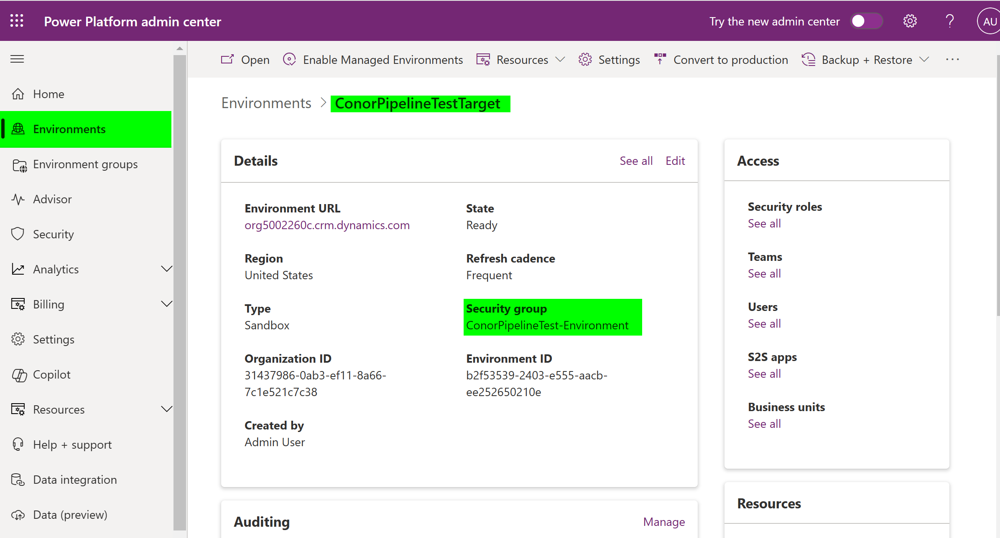 Power Platform admin center
Try the new admin center
AU
Home
Environments
Environment groups
Advisor
Security
Analytics
Billing
Settings
Copilot
Resources
Help + support
Data integration
Data (preview)
Open
Enable Managed Environments
Resources
Settings
Convert to production
Backup + Restore
Environments > ConorPipelineTestTarget
Details
See all
Edit
Environment URL
org5002260c.crm.dynamics.com
State
Ready
Region
United States
Refresh cadence
Frequent
Type
Sandbox
Security group
ConorPipelineTest-Environment
Organization ID
31437986-0ab3-ef11-8a66-
7c1e521c7c38
Environment ID
b2f53539-2403-e555-aacb-
ee252650210e
Created by
Admin User
Auditing
Manage
Access
Security roles
See all
Teams
See all
Users
See all
S2S apps
See all
Business units
See all
Resources